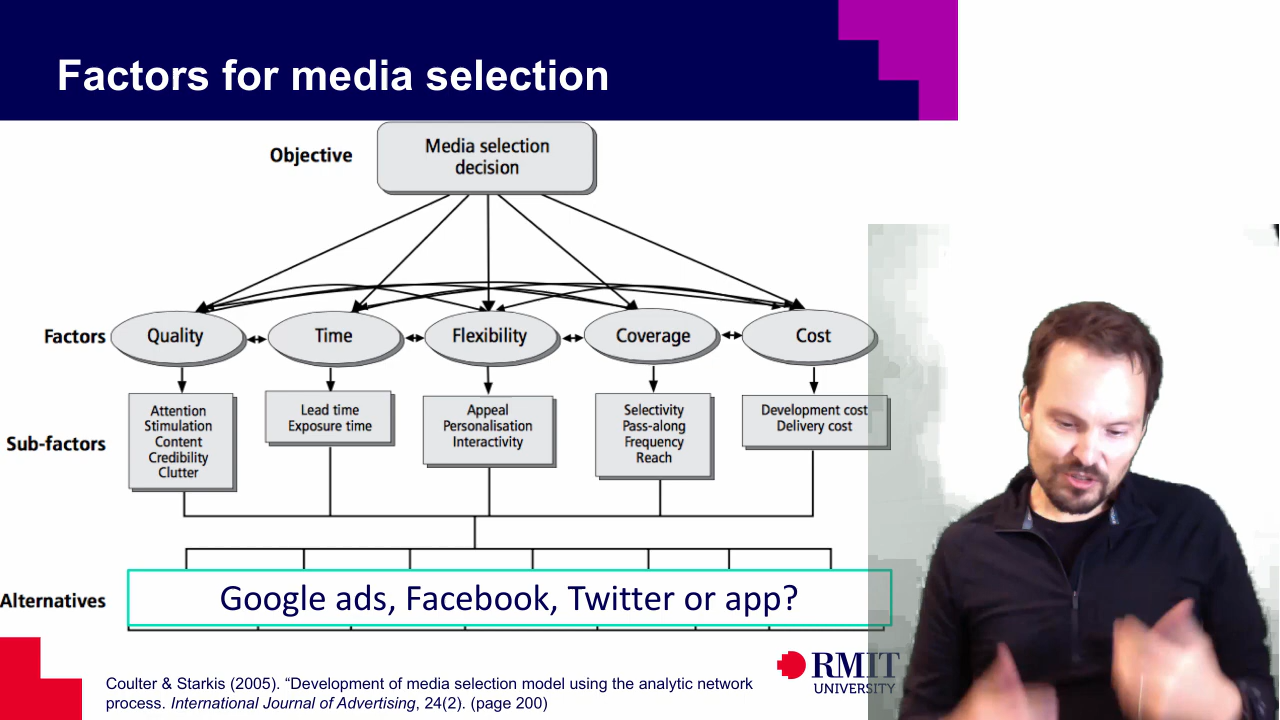 Factors for media selection
Objective
Media selection
decision
Factors
Quality
Time
Flexibility
Coverage
Cost
Sub-factors
Attention
Stimulation
Content
Credibility
Clutter
Lead time
Exposure time
Appeal
Personalisation
Interactivity
Selectivity
Pass-along
Frequency
Reach
Development cost
Delivery cost
Alternatives
Google ads, Facebook, Twitter or app?
Coulter & Starkis (2005). “Development of media selection model using the analytic network
process. International Journal of Advertising, 24(2). (page 200)
RMIT
UNIVERSITY